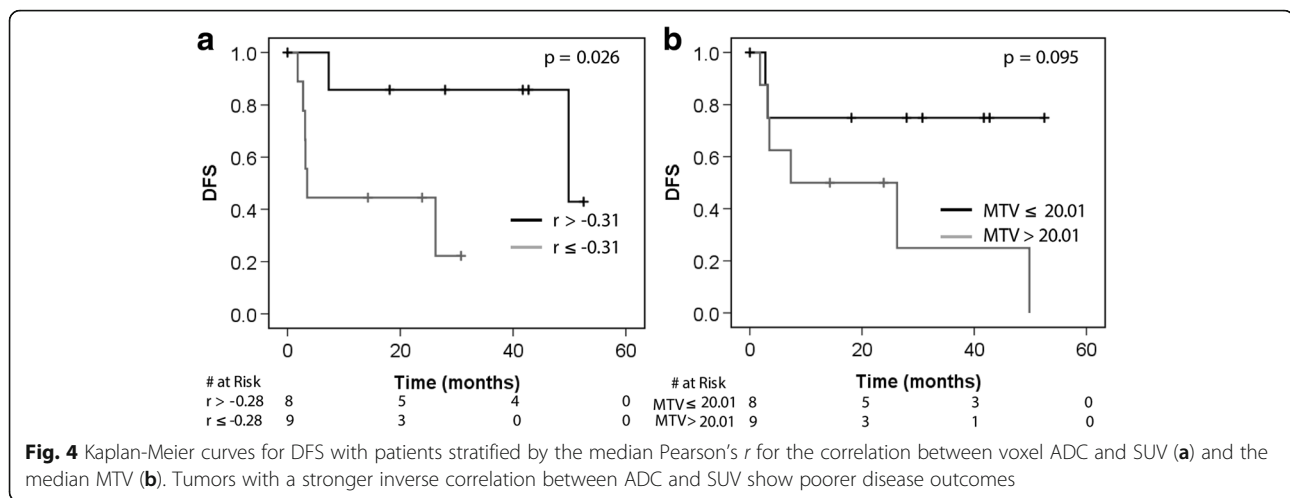 a
b
p = 0.026
p = 0.095
1.0
0.8
0.6
0.4
0.2
0.0
DFS
r > -0.31
r ≤ -0.31
0 20 40 60
Time (months)
# at Risk
r > -0.28 8 5 4 0
r ≤ -0.28 9 3 0 0
1.0
0.8
0.6
0.4
0.2
0.0
DFS
MTV ≤ 20.01
MTV > 20.01
0 20 40 60
Time (months)
# at Risk
MTV ≤ 20.01 8 5 3 0
MTV > 20.01 9 3 1 0
Fig. 4 Kaplan-Meier curves for DFS with patients stratified by the median Pearson's r for the correlation between voxel ADC and SUV (a) and the
median MTV (b). Tumors with a stronger inverse correlation between ADC and SUV show poorer disease outcomes